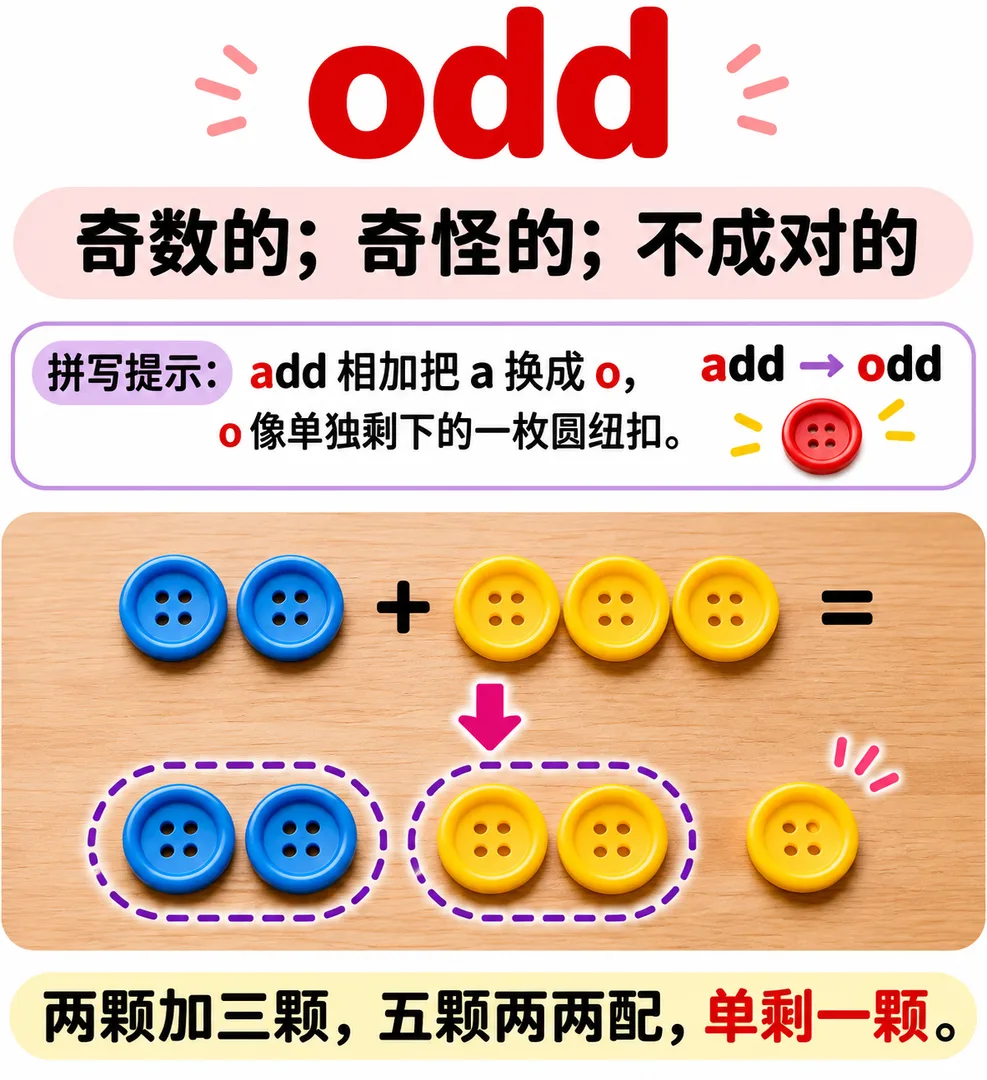 odd
奇数的；奇怪的；不成对的
拼写提示： add 相加把 a 换成 o，
o 像单独剩下的一枚圆纽扣。
add → odd
+ =
两颗加三颗，五颗两两配，单剩一颗。